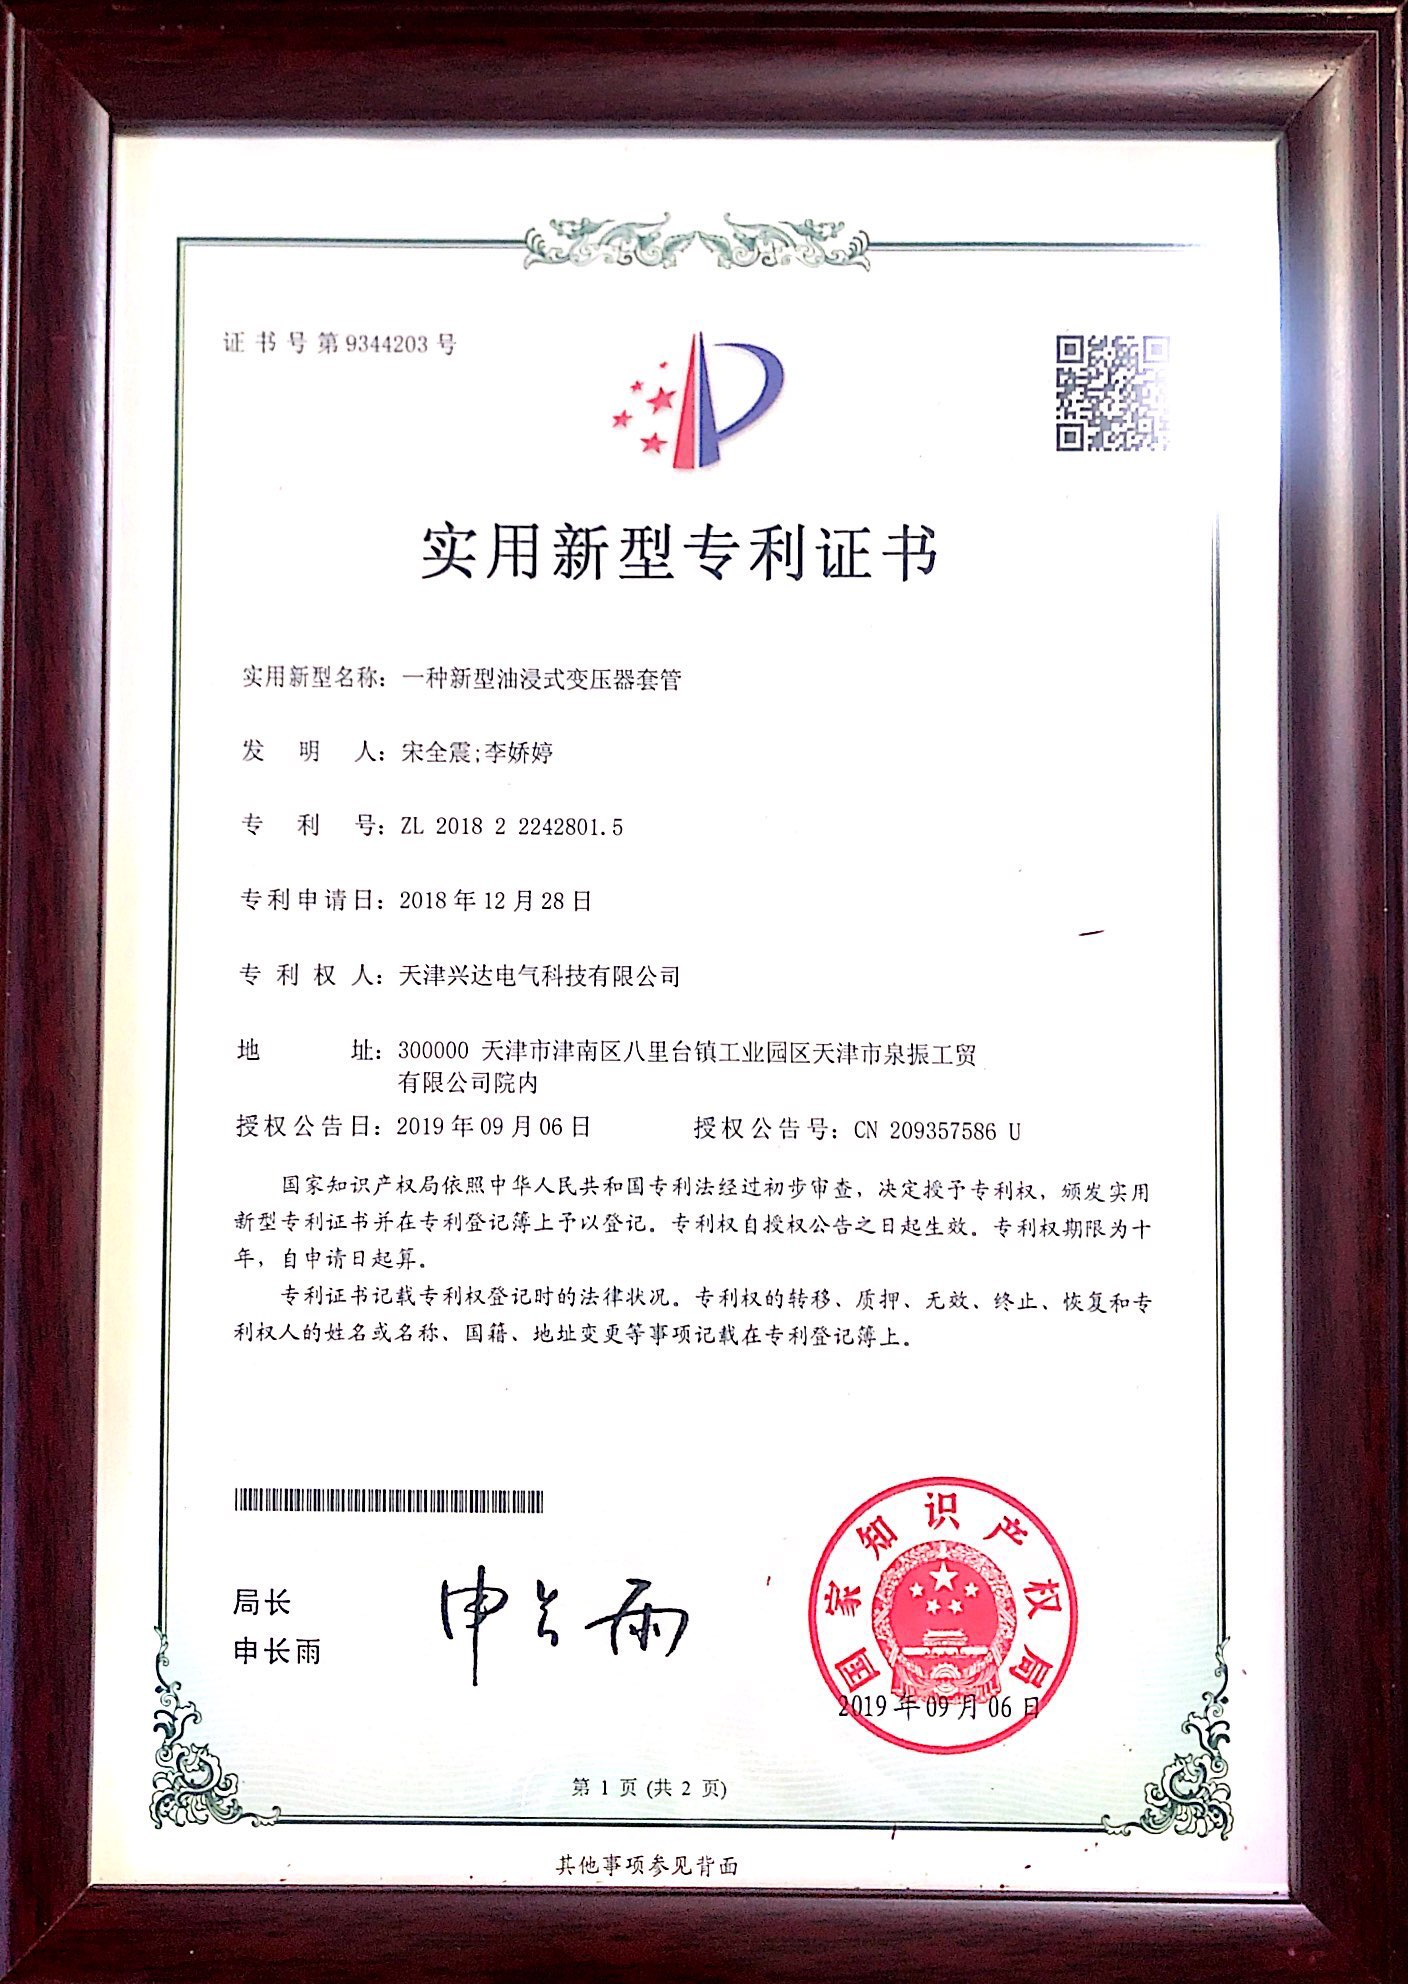 证书号第9344203号
实用新型专利证书
实用新型名称：一种新型油浸式变压器套管
发明人：宋全震;李娇婷
专利号：ZL 2018 2 2242801.5
专利申请日：2018年12月28日
专利权人：天津兴达电气科技有限公司
地址：300000 天津市津南区八里台镇工业园区天津市泉振工贸
有限公司院内
授权公告日：2019年09月06日 授权公告号：CN 209357586 U
国家知识产权局依照中华人民共和国专利法经过初步审查，决定授予专利权，颁发实用
新型专利证书并在专利登记簿上予以登记。专利权自授权公告之日起生效。专利权期限为十
年，自申请日起算。
专利证书记载专利权登记时的法律状况。专利权的转移、质押、无效、终止、恢复和专
利权人的姓名或名称、国籍、地址变更等事项记载在专利登记簿上。
局长
申长雨
申长雨
国家知识产权局
2019年09月06日
第 1 页 (共 2 页)
其他事项参见背面